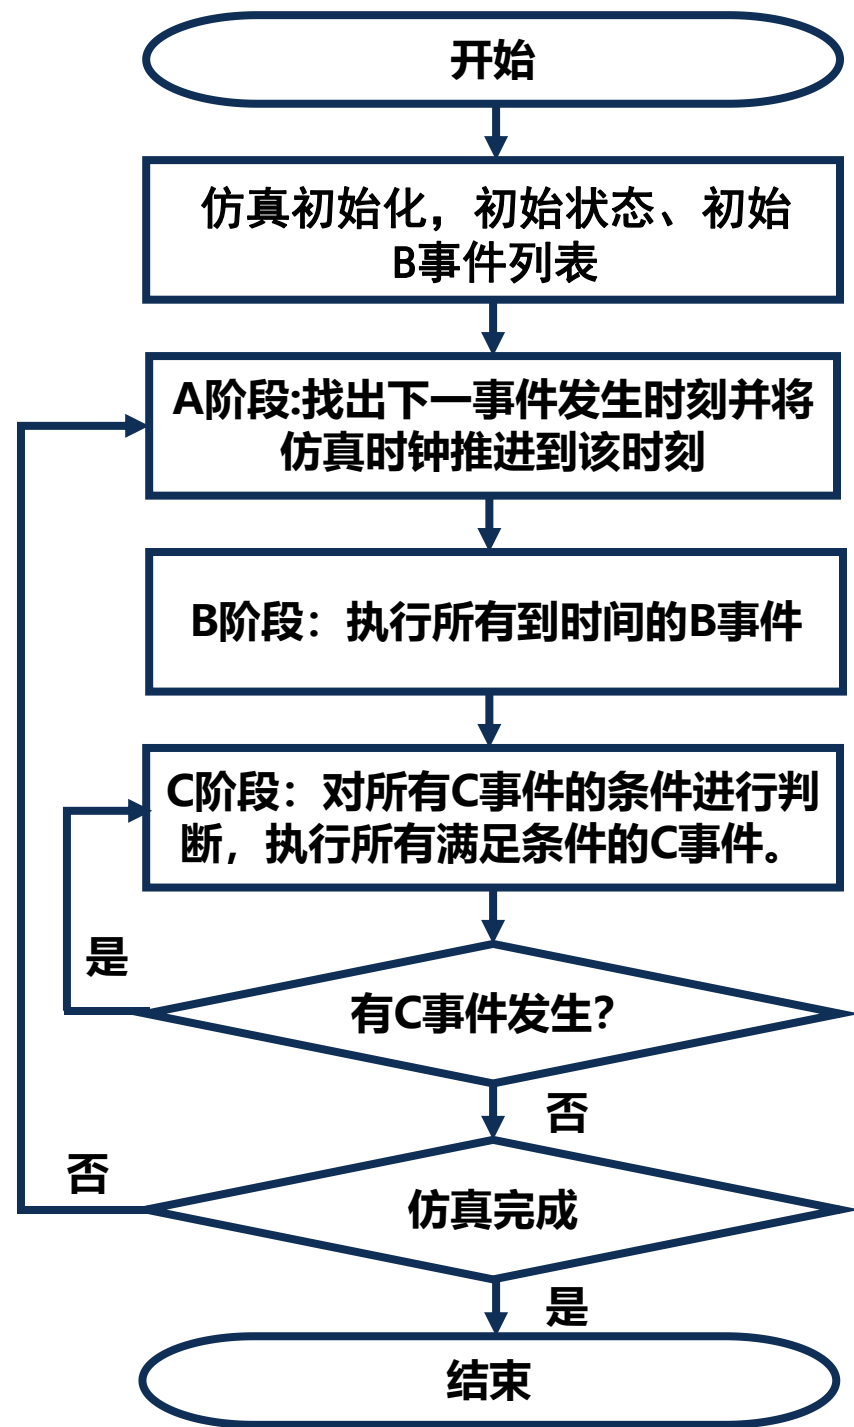 开始
仿真初始化，初始状态、初始
B事件列表
A阶段:找出下一事件发生时刻并将
仿真时钟推进到该时刻
B阶段：执行所有到时间的B事件
C阶段：对所有C事件的条件进行判
断，执行所有满足条件的C事件。
是
有C事件发生？
否
否
仿真完成
是
结束